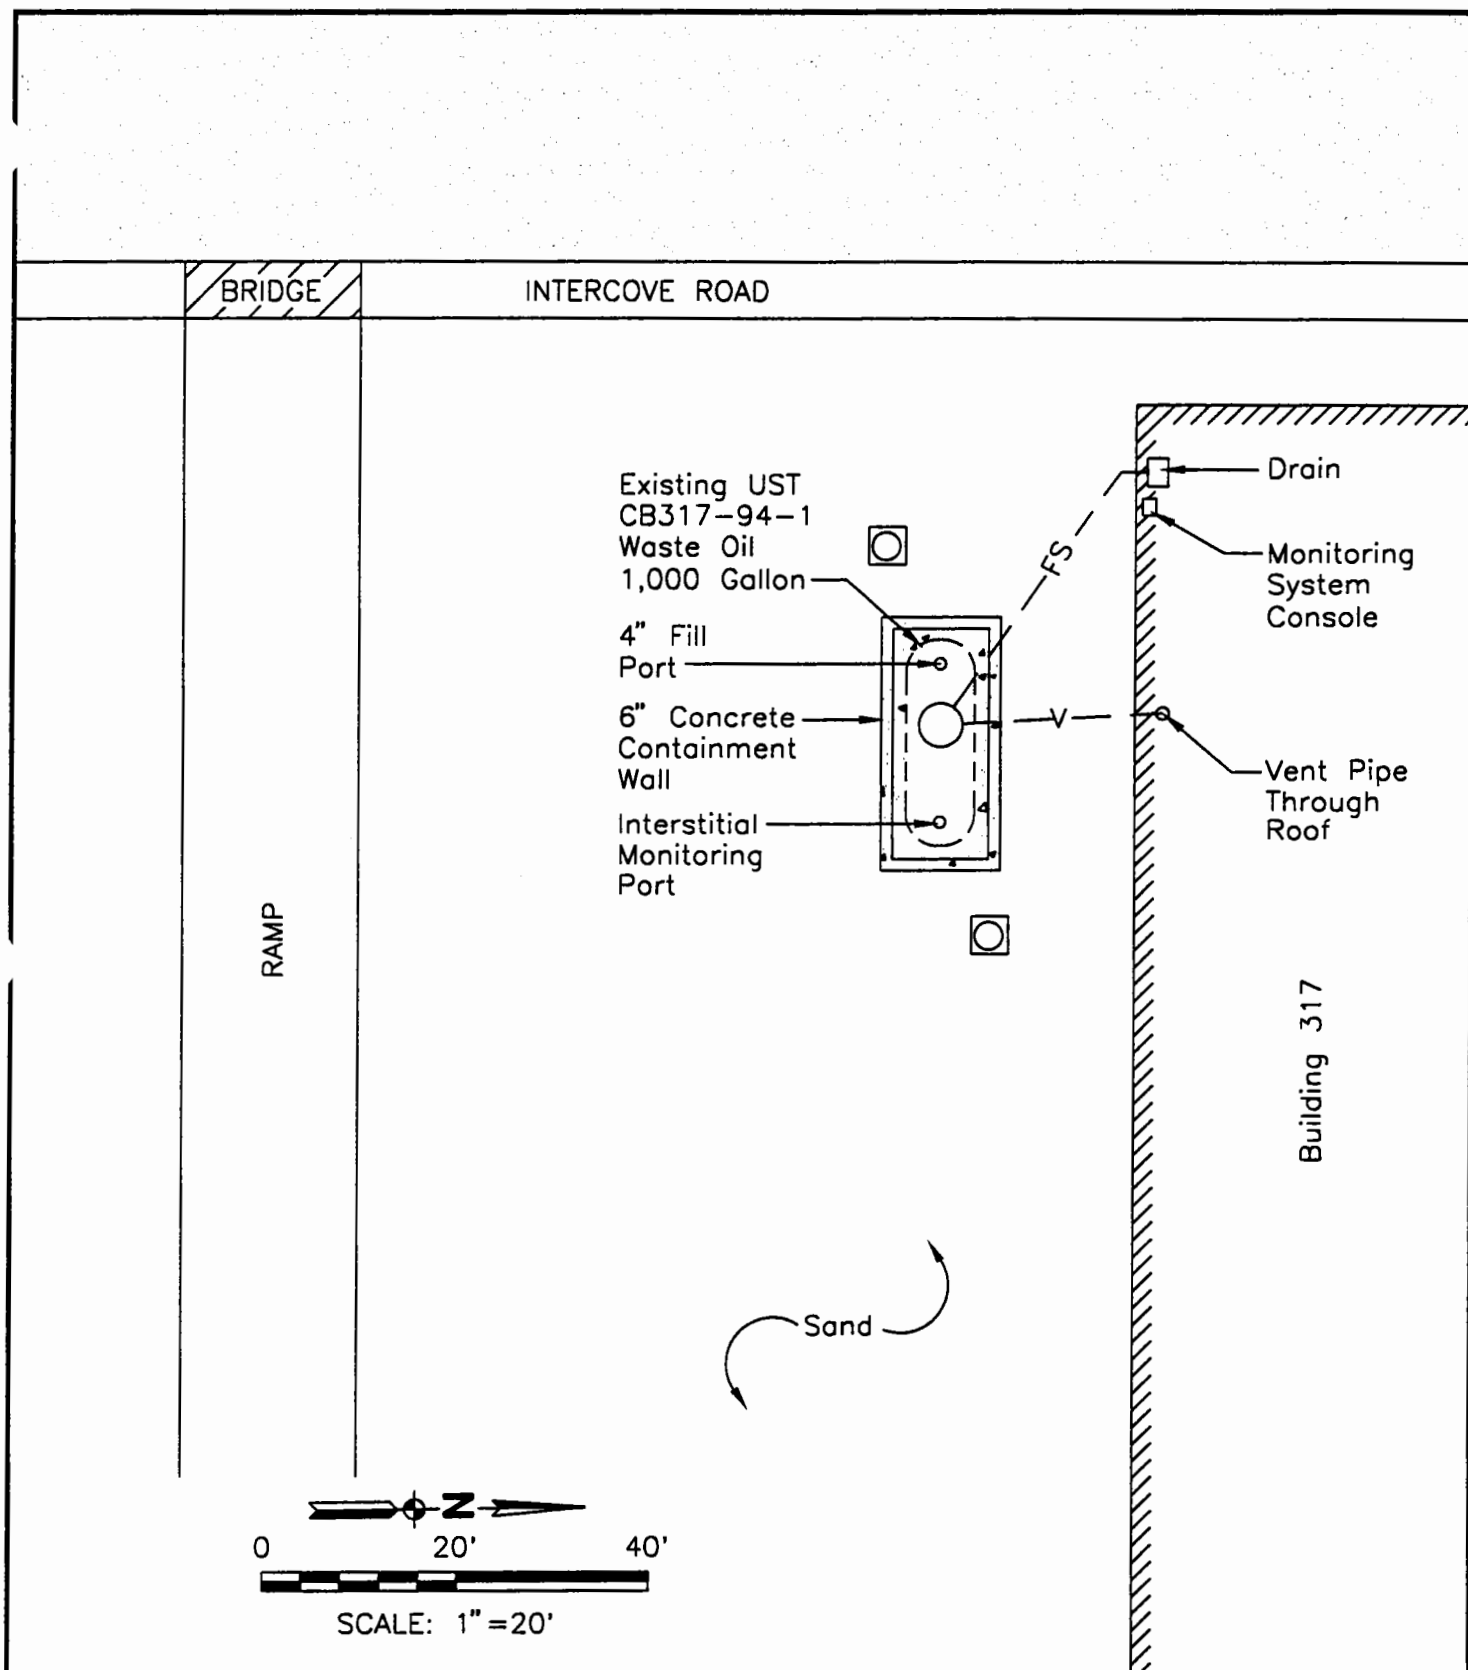 BRIDGE
INTERCOVE ROAD
Existing UST
CB317-94-1
Waste Oil
1,000 Gallon
4" Fill
Port
6" Concrete
Containment
Wall
Interstitial
Monitoring
Port
FS
V
Drain
Monitoring
System
Console
Vent Pipe
Through
Roof
RAMP
Building 317
Sand
N
0 20' 40'
SCALE: 1"=20'